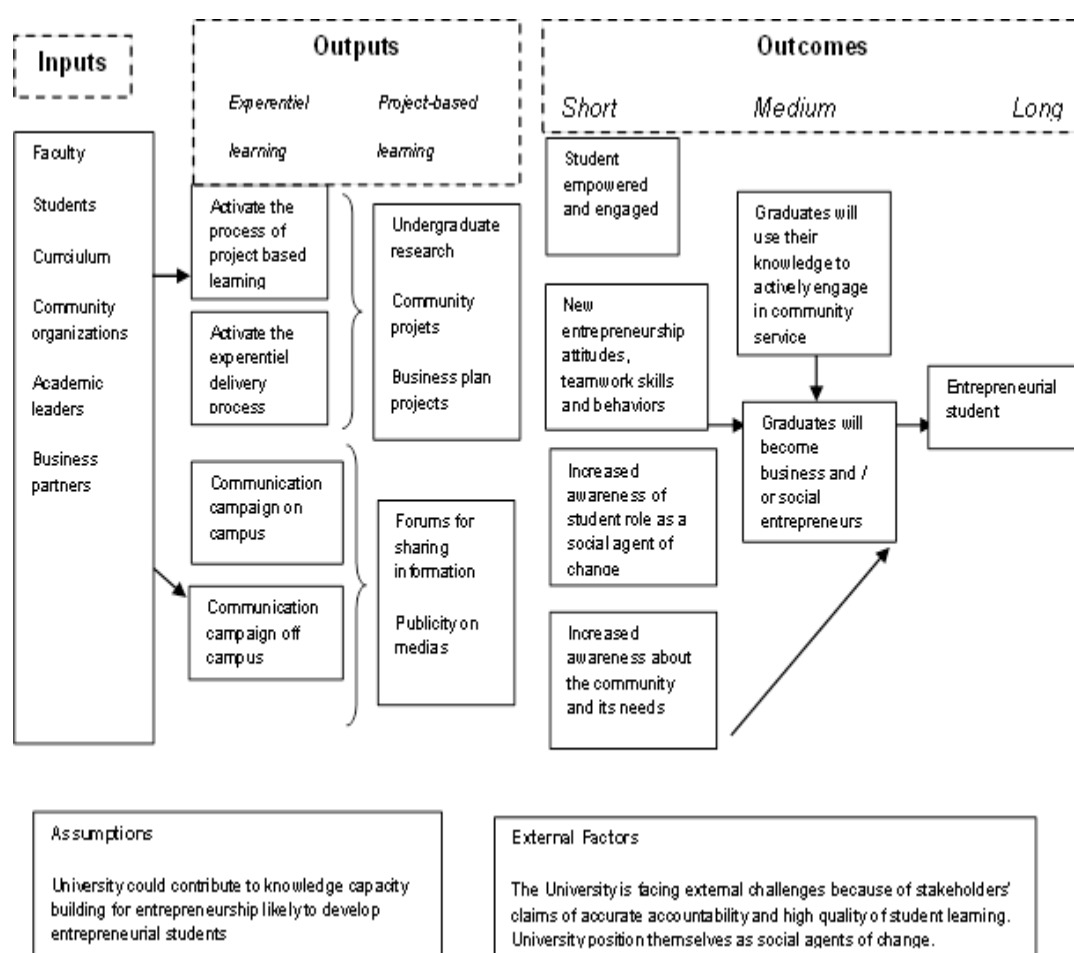 Inputs
Outputs
Experentiel
learning
Project-based
learning
Outcomes
Short
Medium
Long
Faculty
Students
Curriculum
Community
organizations
Academic
leaders
Business
partners
Activate the
process of
project based
learning
Activate the
experentiel
delivery
process
Communication
campaign on
campus
Communication
campaign off
campus
Undergraduate
research
Community
projets
Business plan
projects
Forums for
sharing
information
Publicity on
medias
Student
empowered
and engaged
New
entrepreneurship
attitudes,
teamwork skills
and behaviors
Increased
awareness of
student role as a
social agent of
change
Increased
awareness about
the community
and its needs
Graduates will
use their
knowledge to
actively engage
in community
service
Graduates will
become
business and /
or social
entrepreneurs
Entrepreneurial
student
Assumptions
University could contribute to knowledge capacity
building for entrepreneurship likely to develop
entrepreneurial students
External Factors
The University is facing external challenges because of stakeholders'
claims of accurate accountability and high quality of student learning.
University position themselves as social agents of change.